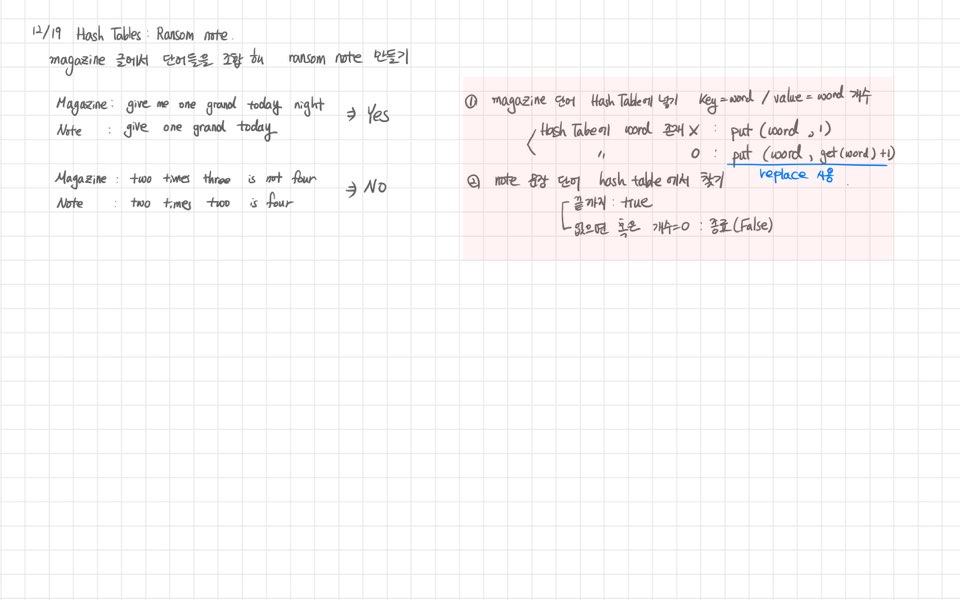 12/19 Hash Tables : Ransom note.
magazine 글에서 단어들을 조합 해 ransom note 만들기
Magazine : give me one grand today night
⇒ Yes
Note : give one grand today
Magazine : two times three is not four
⇒ NO
Note : two times two is four
① magazine 단어 Hash Table에 넣기 Key = word / value = word 개수
Hash Tabe에 word 존재 X : put (word , 1)
〃 O : put (word , get(word) +1)
replace 사용
② note 문장 단어 hash table 에서 찾기
끝까지 : true
없으면 혹은 개수=0 : 종료(False)